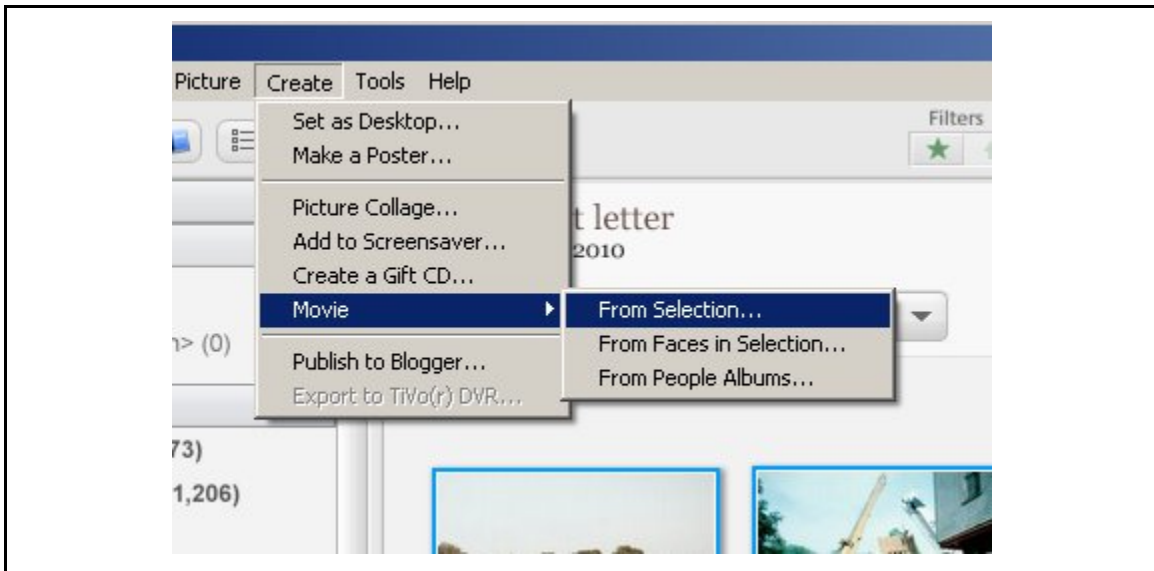 Picture Create Tools Help
Set as Desktop...
Make a Poster...
Filters
Picture Collage...
Add to Screensaver...
Create a Gift CD...
Movie
t letter
2010
From Selection...
From Faces in Selection...
From People Albums...
n> (0)
Publish to Blogger...
Export to TiVo(r) DVR...
73)
1,206)